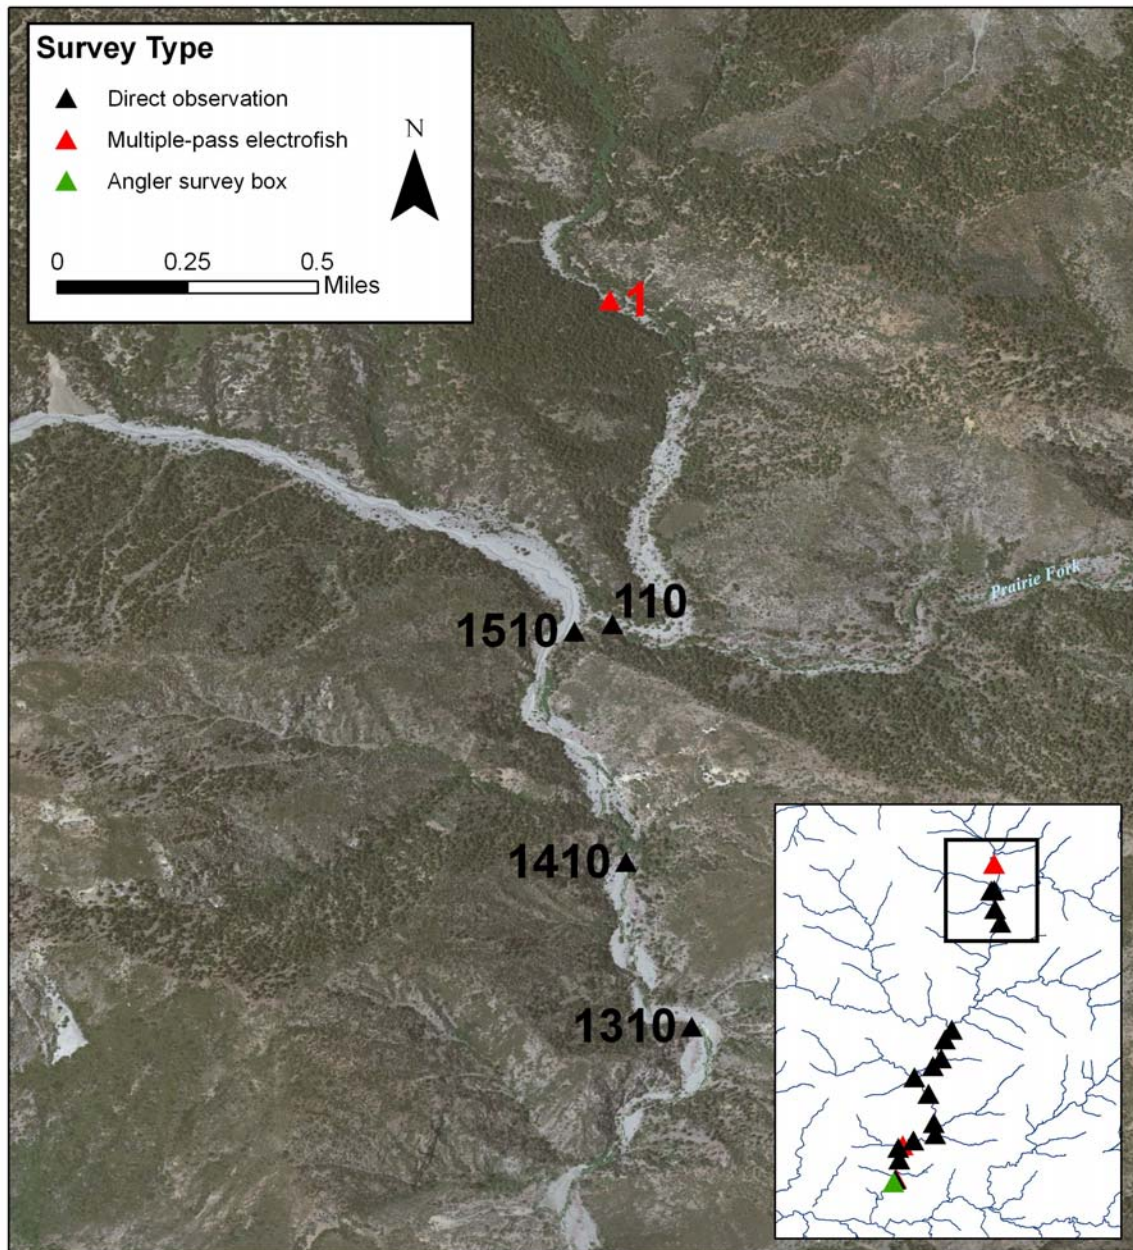 Survey Type
Direct observation
Multiple-pass electrofish
Angler survey box
N
0 0.25 0.5
Miles
1
Prairie Fork
110
1510
1410
1310